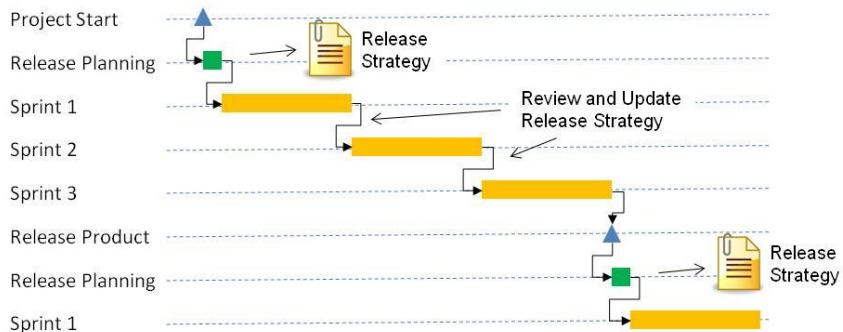 Project Start
Release Planning
Release
Strategy
Sprint 1
Review and Update
Release Strategy
Sprint 2
Sprint 3
Release Product
Release Planning
Release
Strategy
Sprint 1